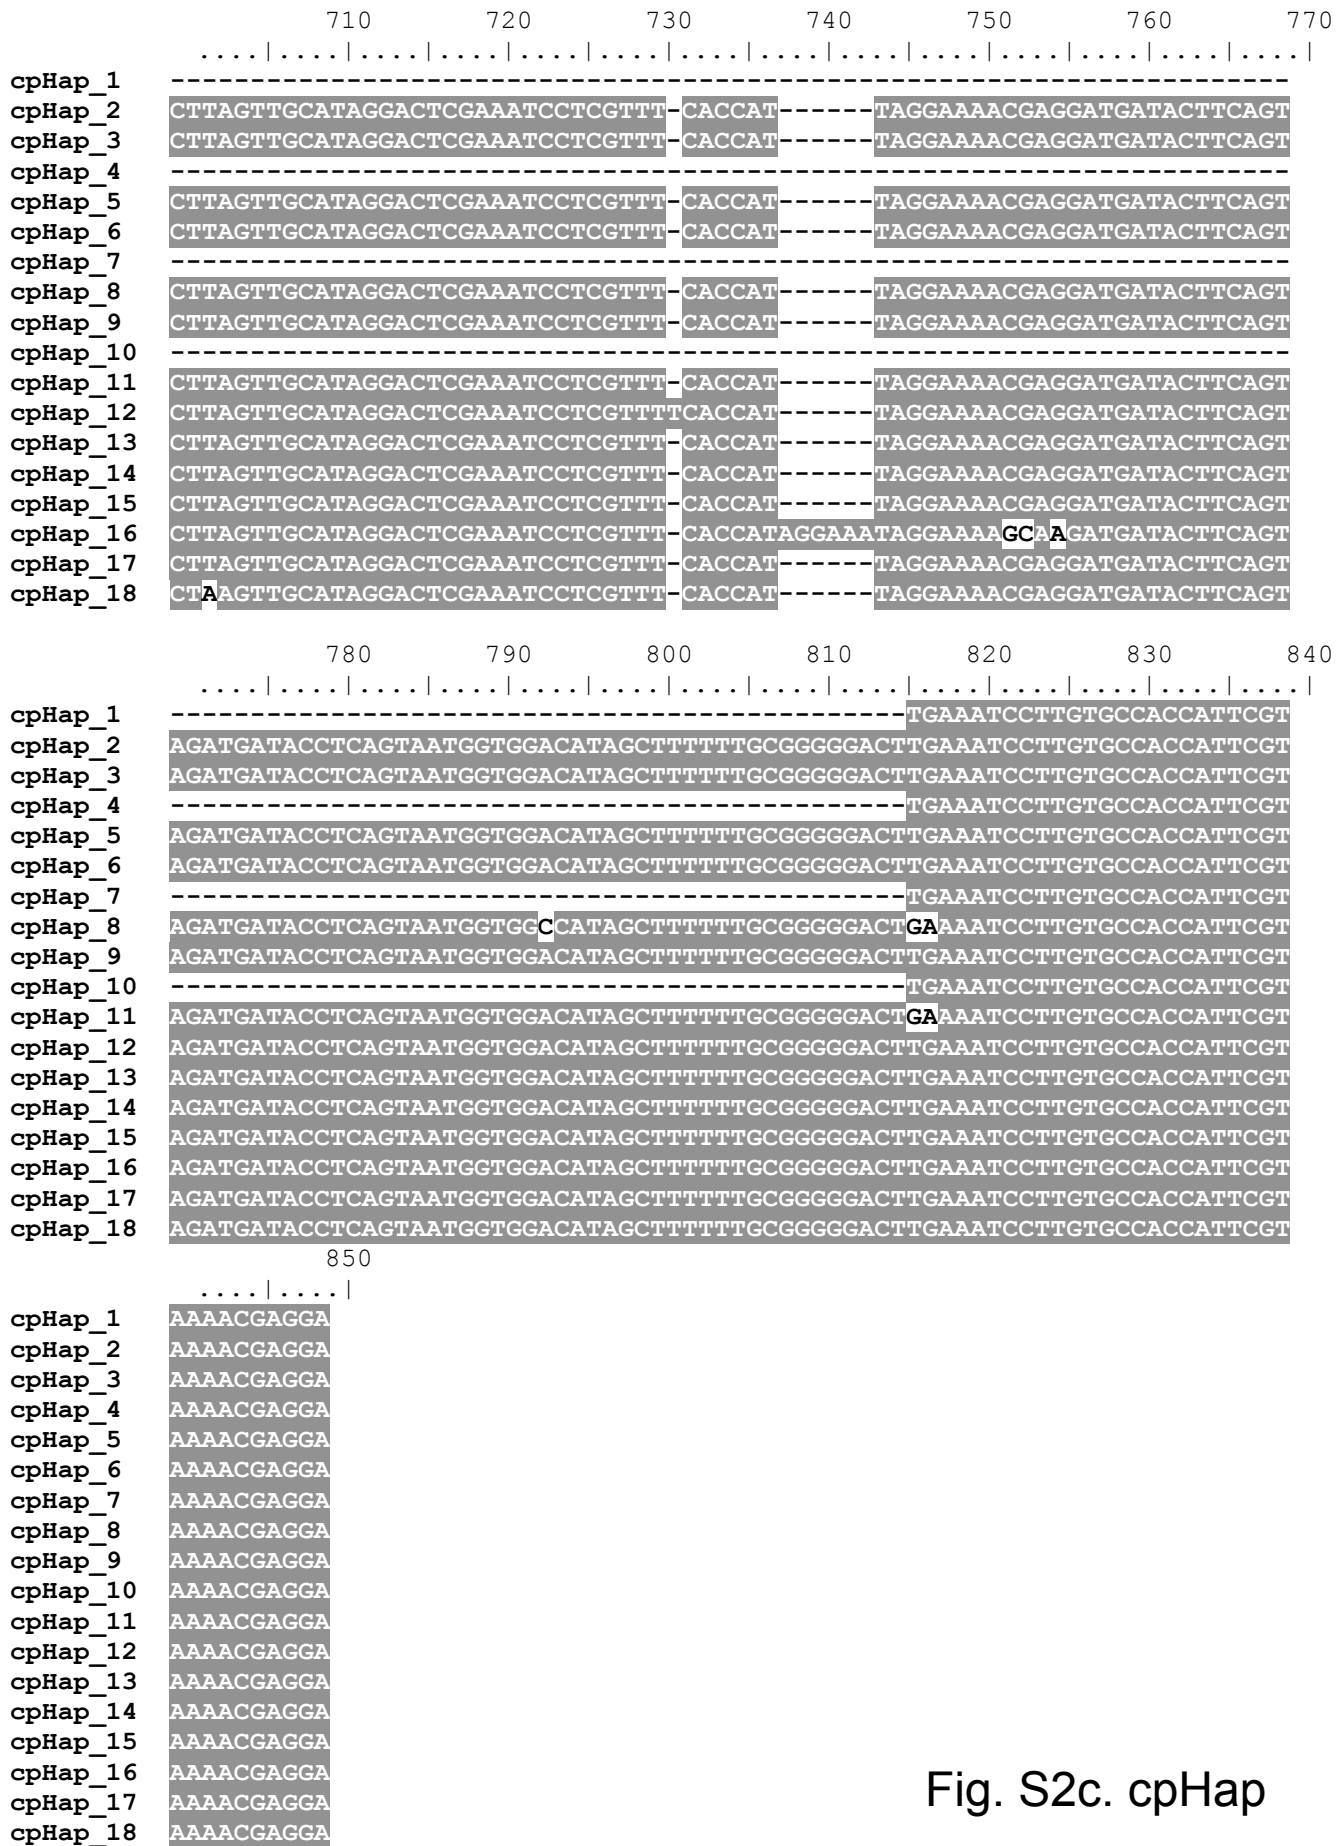 710 720 730 740 750 760 770
....|....|....|....|....|....|....|....|....|....|....|....|....|....|
cpHap_1 ----------------------------------------------------------------------
cpHap_2 CTTAGTTGCATAGGACTCGAAATCCTCGTTT-CACCAT------TAGGAAAACGAGGATGATACTTCAGT
cpHap_3 CTTAGTTGCATAGGACTCGAAATCCTCGTTT-CACCAT------TAGGAAAACGAGGATGATACTTCAGT
cpHap_4 ----------------------------------------------------------------------
cpHap_5 CTTAGTTGCATAGGACTCGAAATCCTCGTTT-CACCAT------TAGGAAAACGAGGATGATACTTCAGT
cpHap_6 CTTAGTTGCATAGGACTCGAAATCCTCGTTT-CACCAT------TAGGAAAACGAGGATGATACTTCAGT
cpHap_7 ----------------------------------------------------------------------
cpHap_8 CTTAGTTGCATAGGACTCGAAATCCTCGTTT-CACCAT------TAGGAAAACGAGGATGATACTTCAGT
cpHap_9 CTTAGTTGCATAGGACTCGAAATCCTCGTTT-CACCAT------TAGGAAAACGAGGATGATACTTCAGT
cpHap_10 ----------------------------------------------------------------------
cpHap_11 CTTAGTTGCATAGGACTCGAAATCCTCGTTT-CACCAT------TAGGAAAACGAGGATGATACTTCAGT
cpHap_12 CTTAGTTGCATAGGACTCGAAATCCTCGTTTTCACCAT------TAGGAAAACGAGGATGATACTTCAGT
cpHap_13 CTTAGTTGCATAGGACTCGAAATCCTCGTTT-CACCAT------TAGGAAAACGAGGATGATACTTCAGT
cpHap_14 CTTAGTTGCATAGGACTCGAAATCCTCGTTT-CACCAT------TAGGAAAACGAGGATGATACTTCAGT
cpHap_15 CTTAGTTGCATAGGACTCGAAATCCTCGTTT-CACCAT------TAGGAAAACGAGGATGATACTTCAGT
cpHap_16 CTTAGTTGCATAGGACTCGAAATCCTCGTTT-CACCATAGGAAATAGGAAAAGCAAGATGATACTTCAGT
cpHap_17 CTTAGTTGCATAGGACTCGAAATCCTCGTTT-CACCAT------TAGGAAAACGAGGATGATACTTCAGT
cpHap_18 CTAAGTTGCATAGGACTCGAAATCCTCGTTT-CACCAT------TAGGAAAACGAGGATGATACTTCAGT
780 790 800 810 820 830 840
....|....|....|....|....|....|....|....|....|....|....|....|....|....|
cpHap_1 ----------------------------------------------TGAAATCCTTGTGCCACCATTCGT
cpHap_2 AGATGATACCTCAGTAATGGTGGACATAGCTTTTTTGCGGGGGACTTGAAATCCTTGTGCCACCATTCGT
cpHap_3 AGATGATACCTCAGTAATGGTGGACATAGCTTTTTTGCGGGGGACTTGAAATCCTTGTGCCACCATTCGT
cpHap_4 ----------------------------------------------TGAAATCCTTGTGCCACCATTCGT
cpHap_5 AGATGATACCTCAGTAATGGTGGACATAGCTTTTTTGCGGGGGACTTGAAATCCTTGTGCCACCATTCGT
cpHap_6 AGATGATACCTCAGTAATGGTGGACATAGCTTTTTTGCGGGGGACTTGAAATCCTTGTGCCACCATTCGT
cpHap_7 ----------------------------------------------TGAAATCCTTGTGCCACCATTCGT
cpHap_8 AGATGATACCTCAGTAATGGTGGCCATAGCTTTTTTGCGGGGGACTGAAAATCCTTGTGCCACCATTCGT
cpHap_9 AGATGATACCTCAGTAATGGTGGACATAGCTTTTTTGCGGGGGACTTGAAATCCTTGTGCCACCATTCGT
cpHap_10 ----------------------------------------------TGAAATCCTTGTGCCACCATTCGT
cpHap_11 AGATGATACCTCAGTAATGGTGGACATAGCTTTTTTGCGGGGGACTGAAAATCCTTGTGCCACCATTCGT
cpHap_12 AGATGATACCTCAGTAATGGTGGACATAGCTTTTTTGCGGGGGACTTGAAATCCTTGTGCCACCATTCGT
cpHap_13 AGATGATACCTCAGTAATGGTGGACATAGCTTTTTTGCGGGGGACTTGAAATCCTTGTGCCACCATTCGT
cpHap_14 AGATGATACCTCAGTAATGGTGGACATAGCTTTTTTGCGGGGGACTTGAAATCCTTGTGCCACCATTCGT
cpHap_15 AGATGATACCTCAGTAATGGTGGACATAGCTTTTTTGCGGGGGACTTGAAATCCTTGTGCCACCATTCGT
cpHap_16 AGATGATACCTCAGTAATGGTGGACATAGCTTTTTTGCGGGGGACTTGAAATCCTTGTGCCACCATTCGT
cpHap_17 AGATGATACCTCAGTAATGGTGGACATAGCTTTTTTGCGGGGGACTTGAAATCCTTGTGCCACCATTCGT
cpHap_18 AGATGATACCTCAGTAATGGTGGACATAGCTTTTTTGCGGGGGACTTGAAATCCTTGTGCCACCATTCGT
850
....|....|
cpHap_1 AAAACGAGGA
cpHap_2 AAAACGAGGA
cpHap_3 AAAACGAGGA
cpHap_4 AAAACGAGGA
cpHap_5 AAAACGAGGA
cpHap_6 AAAACGAGGA
cpHap_7 AAAACGAGGA
cpHap_8 AAAACGAGGA
cpHap_9 AAAACGAGGA
cpHap_10 AAAACGAGGA
cpHap_11 AAAACGAGGA
cpHap_12 AAAACGAGGA
cpHap_13 AAAACGAGGA
cpHap_14 AAAACGAGGA
cpHap_15 AAAACGAGGA
cpHap_16 AAAACGAGGA
cpHap_17 AAAACGAGGA
cpHap_18 AAAACGAGGA
Fig. S2c. cpHap